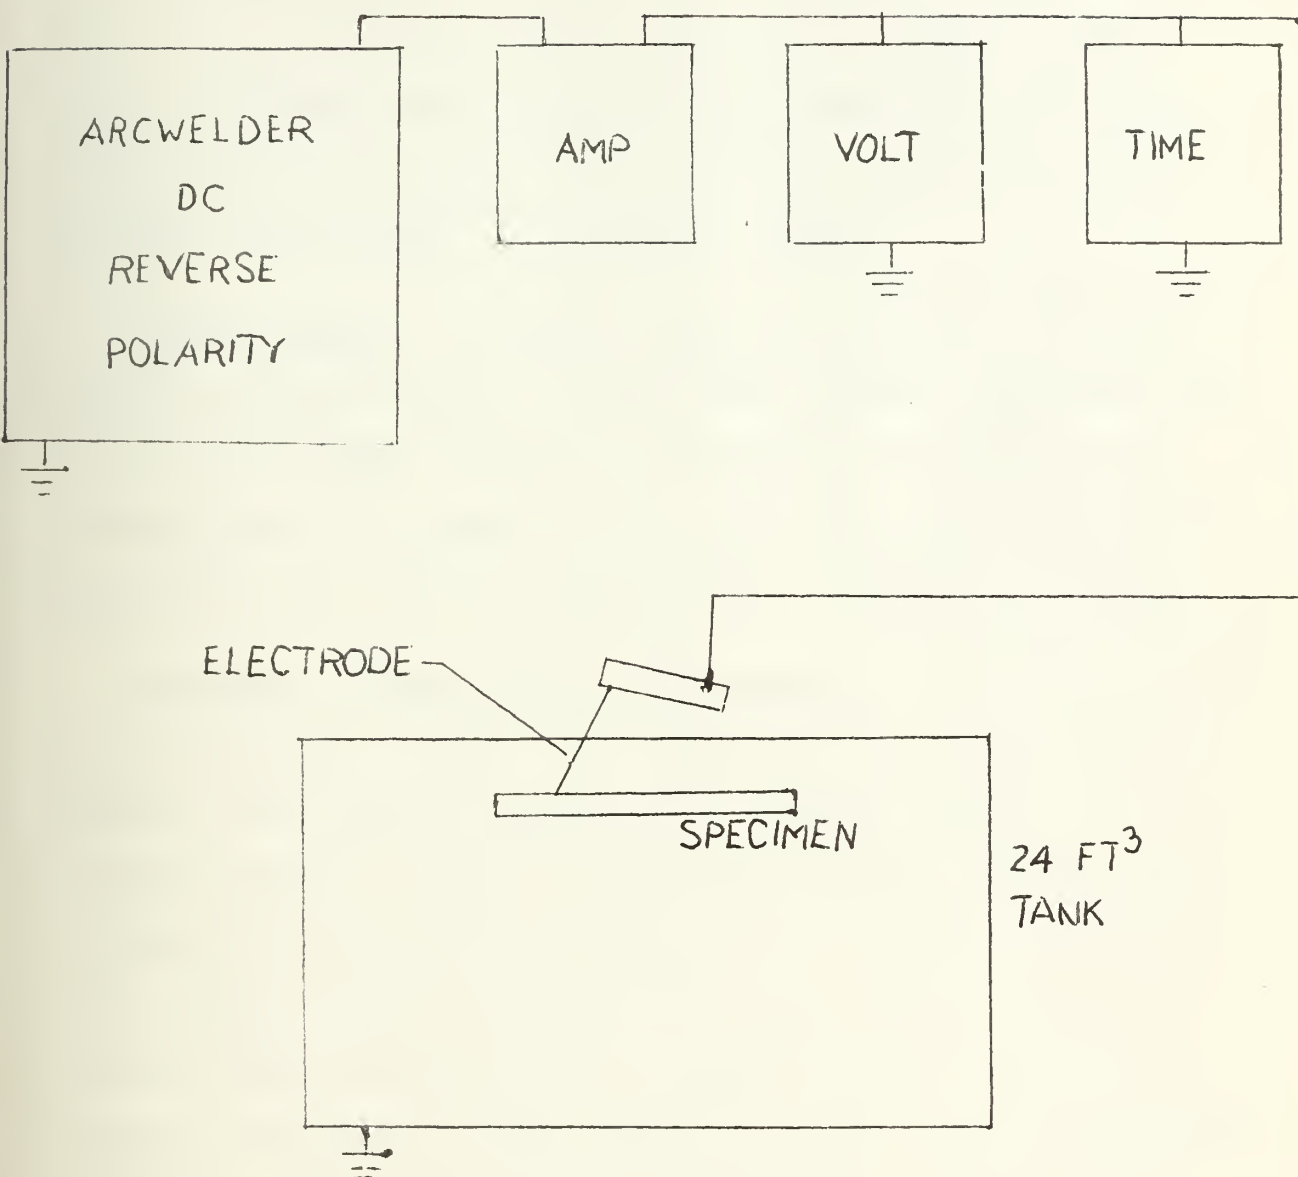 ARCWELDER
DC
REVERSE
POLARITY
AMP
VOLT
TIME
ELECTRODE
SPECIMEN
24 FT³
TANK